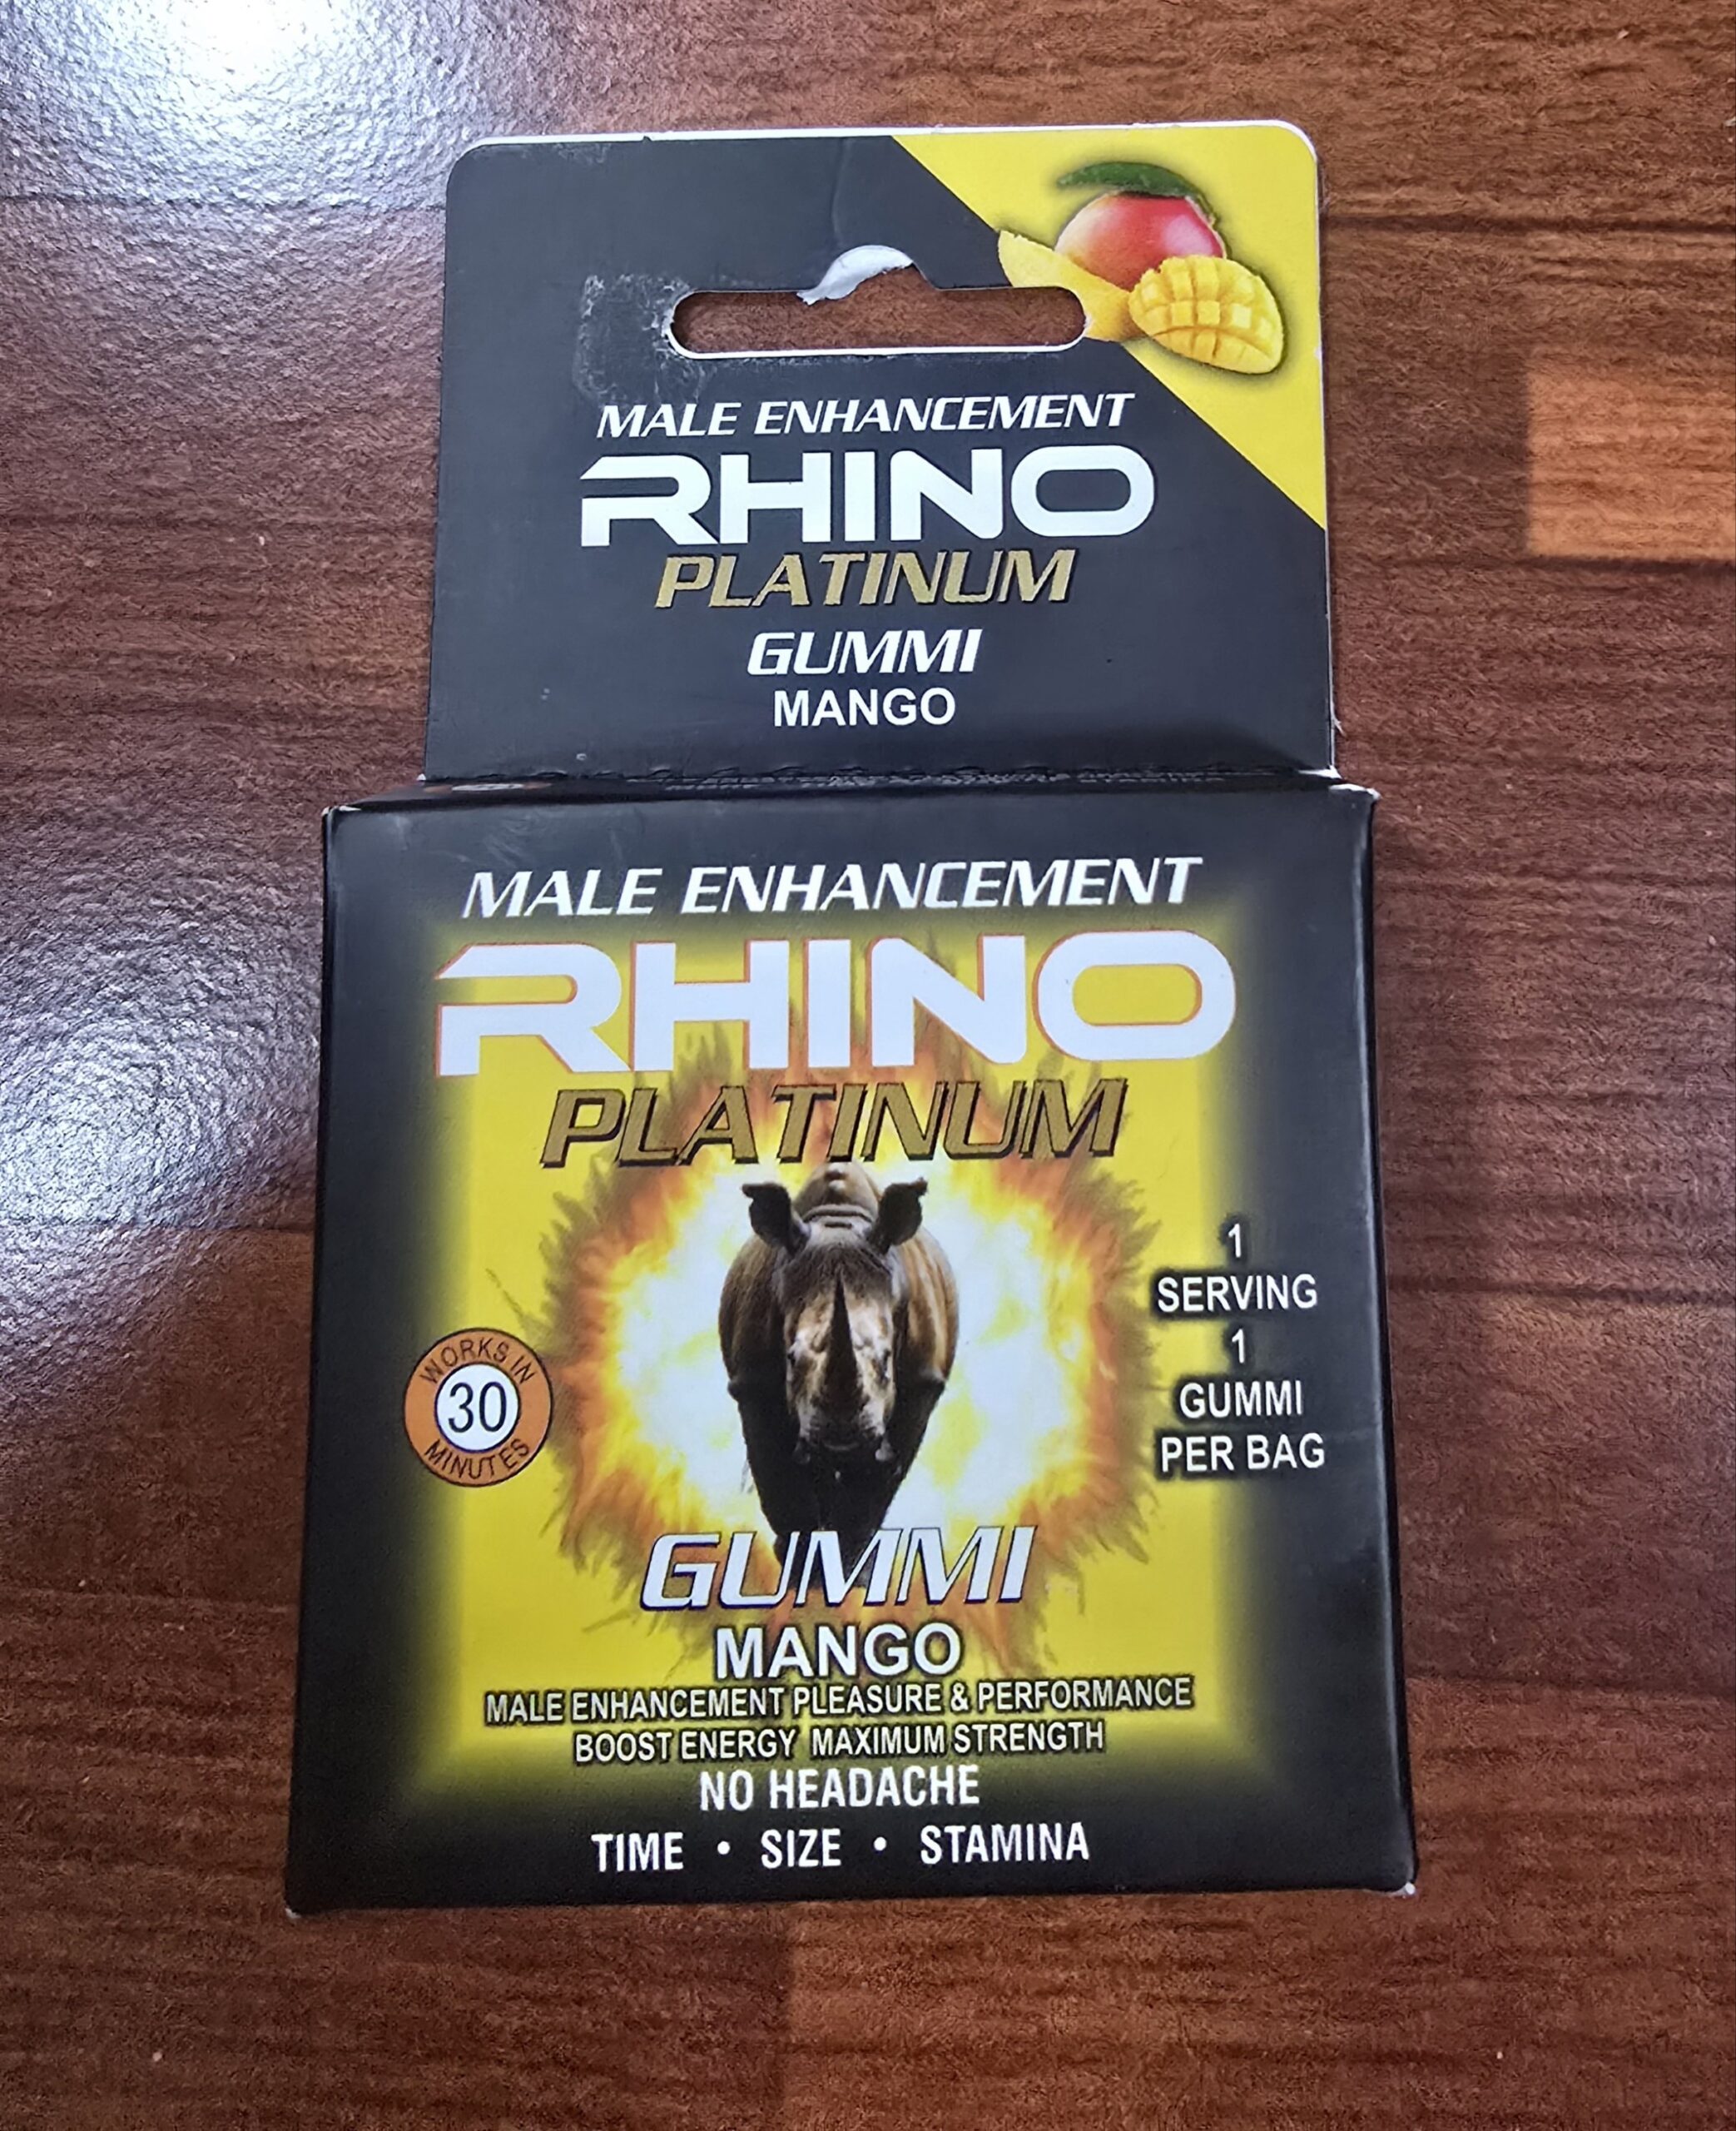 MALE ENHANCEMENT
RHINO
PLATINUM
GUMMI
MANGO
MALE ENHANCEMENT
RHINO
PLATINUM
1
SERVING
1
GUMMI
PER BAG
WORKS IN
30
MINUTES
GUMMI
MANGO
MALE ENHANCEMENT PLEASURE & PERFORMANCE
BOOST ENERGY MAXIMUM STRENGTH
NO HEADACHE
TIME • SIZE • STAMINA